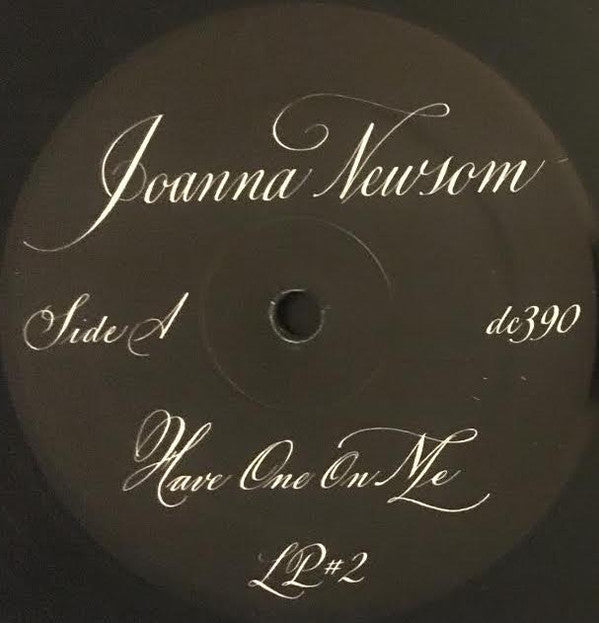 Joanna Newsom
Side A
dc390
Have One On Me
LP#2